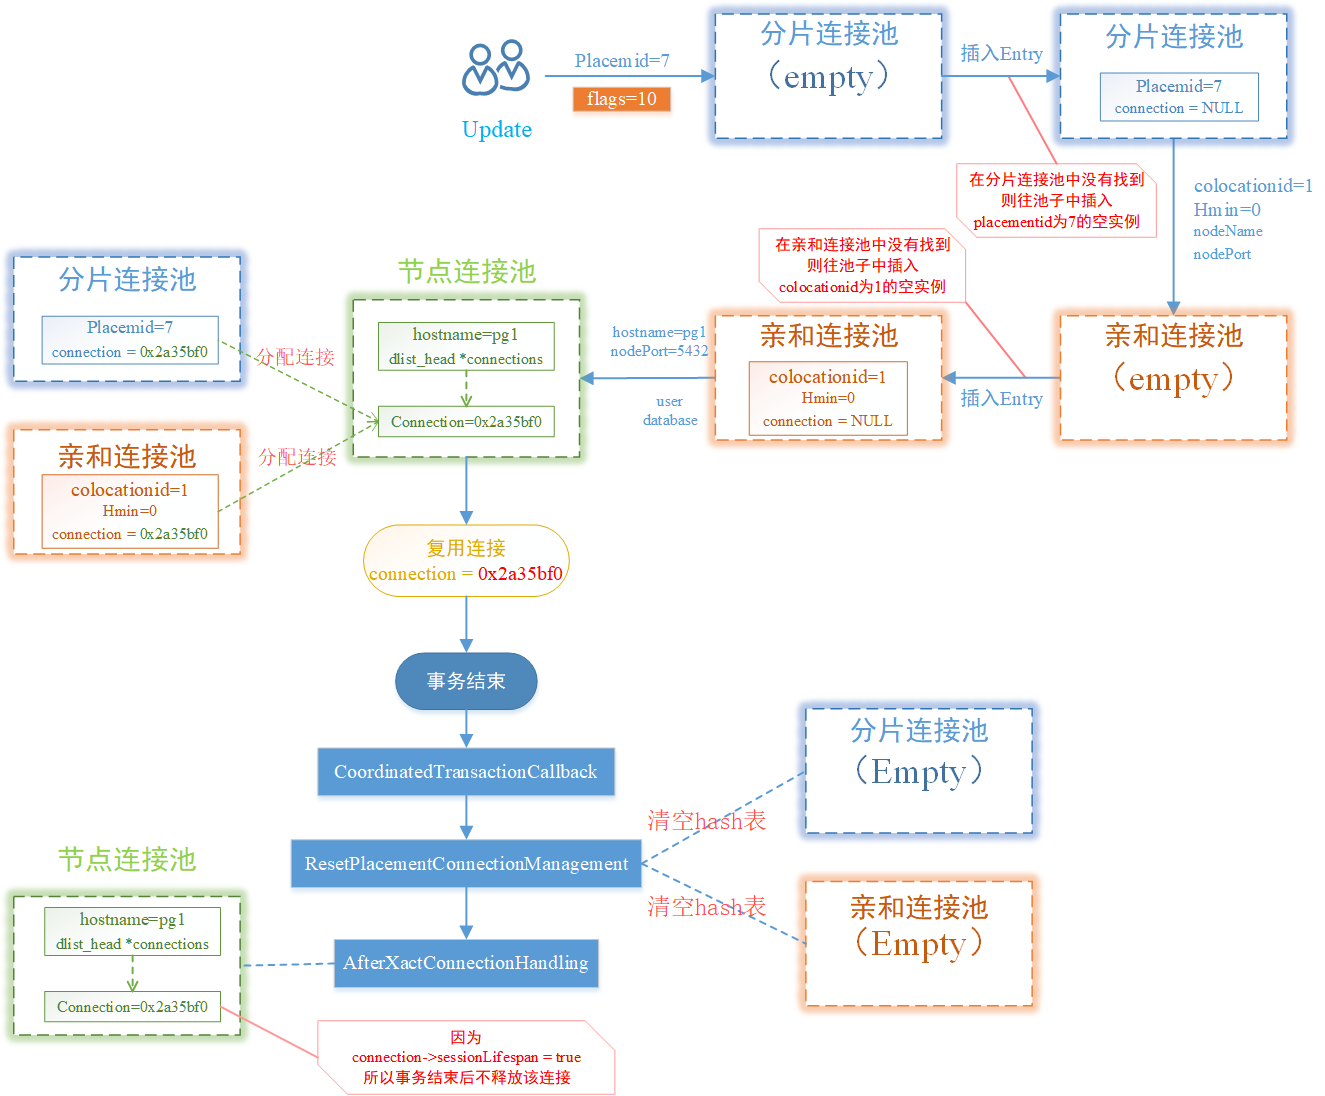 Update
Placemid=7
flags=10
分片连接池
（empty）
插入Entry
分片连接池
Placemid=7
connection = NULL
在分片连接池中没有找到
则往池子中插入
placementid为7的空实例
colocationid=1
Hmin=0
nodeName
nodePort
亲和连接池
（empty）
插入Entry
在亲和连接池中没有找到
则往池子中插入
colocationid为1的空实例
亲和连接池
colocationid=1
Hmin=0
connection = NULL
hostname=pg1
nodePort=5432
user
database
节点连接池
hostname=pg1
dlist_head *connections
Connection=0x2a35bf0
分片连接池
Placemid=7
connection = 0x2a35bf0
分配连接
亲和连接池
colocationid=1
Hmin=0
connection = 0x2a35bf0
分配连接
复用连接
connection = 0x2a35bf0
事务结束
CoordinatedTransactionCallback
ResetPlacementConnectionManagement
清空hash表
分片连接池
（Empty）
清空hash表
亲和连接池
（Empty）
AfterXactConnectionHandling
节点连接池
hostname=pg1
dlist_head *connections
Connection=0x2a35bf0
因为
connection->sessionLifespan = true
所以事务结束后不释放该连接